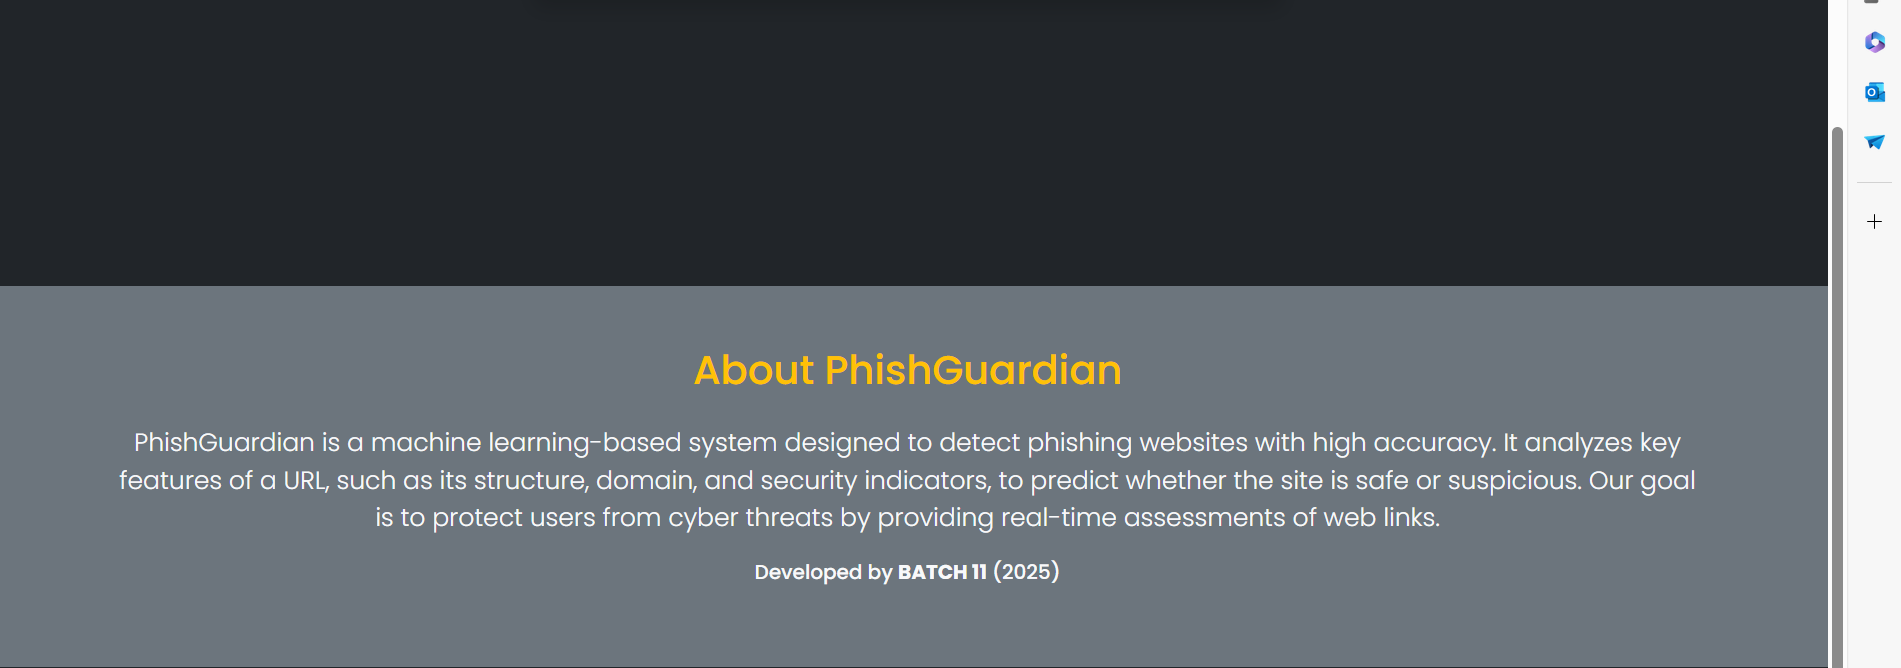 About PhishGuardian
PhishGuardian is a machine learning-based system designed to detect phishing websites with high accuracy. It analyzes key
features of a URL, such as its structure, domain, and security indicators, to predict whether the site is safe or suspicious. Our goal
is to protect users from cyber threats by providing real-time assessments of web links.
Developed by BATCH 11 (2025)